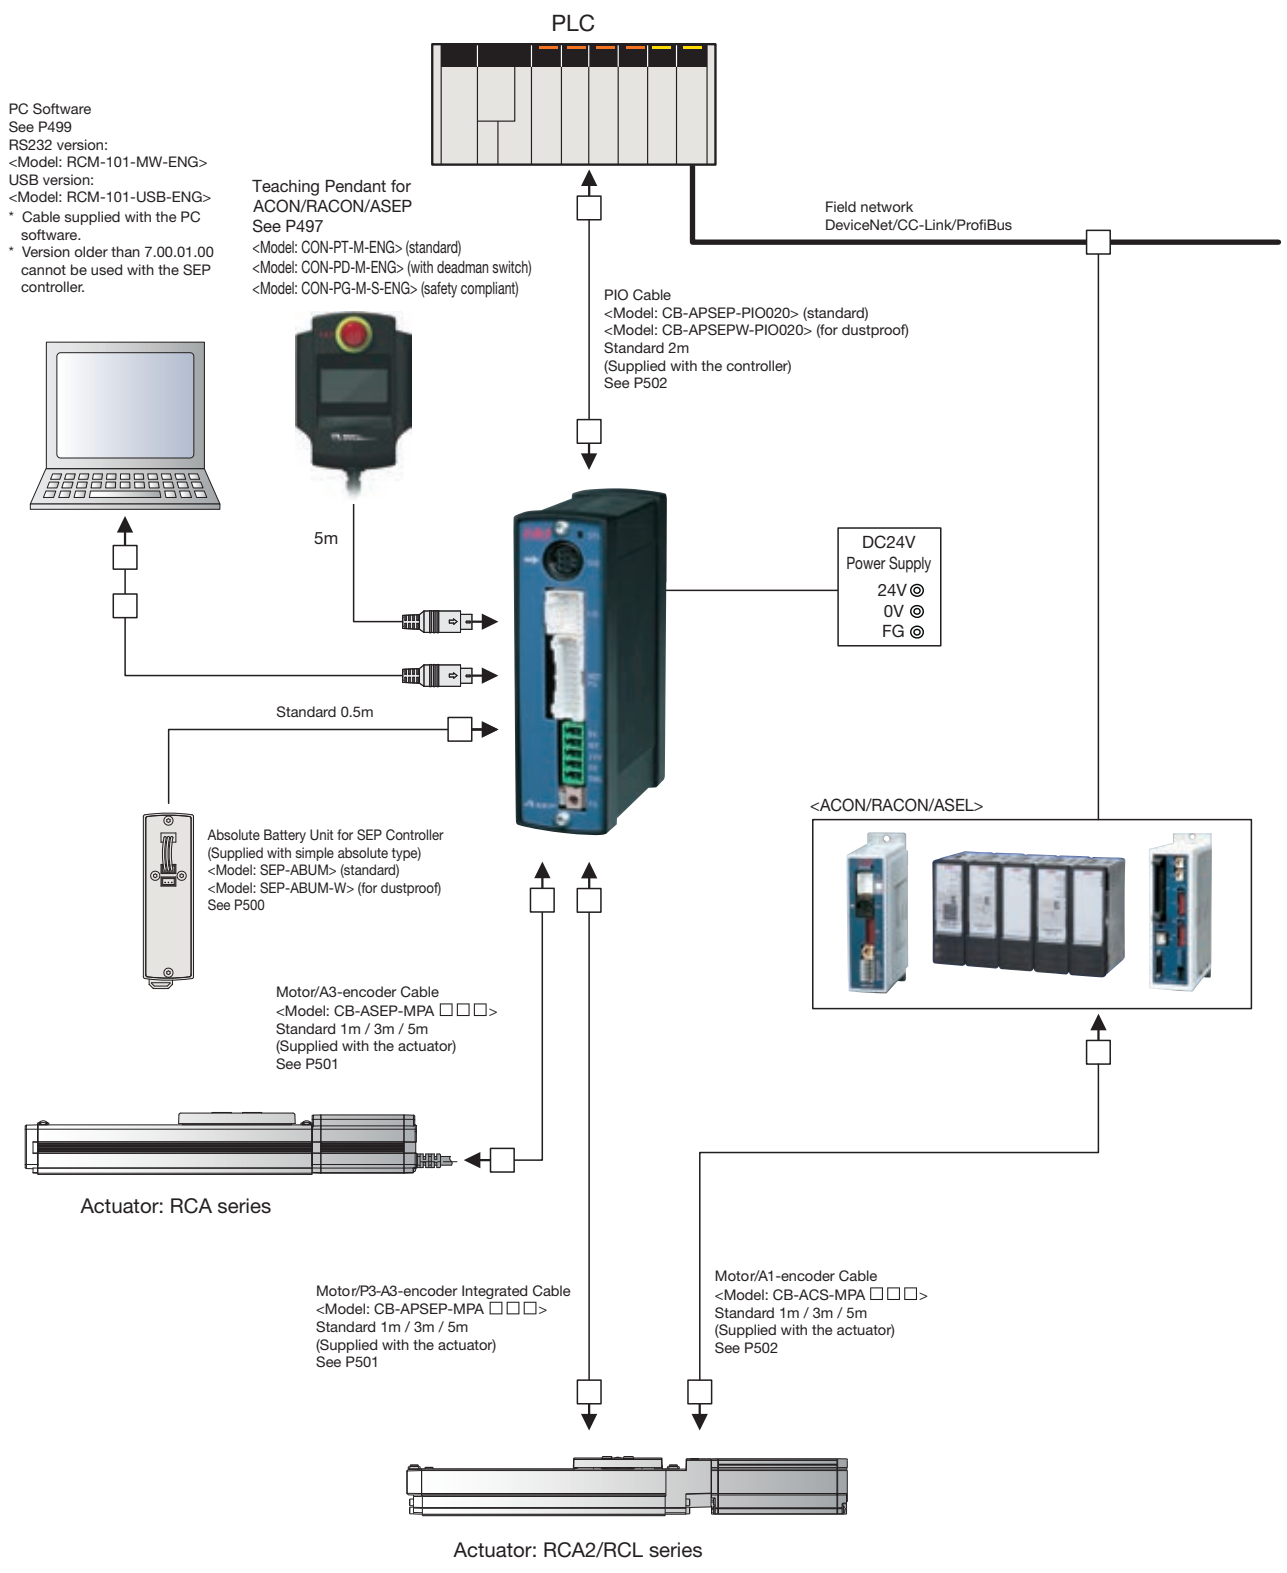 PLC
PC Software
See P499
RS232 version:
<Model: RCM-101-MW-ENG>
USB version:
<Model: RCM-101-USB-ENG>
* Cable supplied with the PC
software.
* Version older than 7.00.01.00
cannot be used with the SEP
controller.
Teaching Pendant for
ACON/RACON/ASEP
See P497
<Model: CON-PT-M-ENG> (standard)
<Model: CON-PD-M-ENG> (with deadman switch)
<Model: CON-PG-M-S-ENG> (safety compliant)
Field network
DeviceNet/CC-Link/ProfiBus
PIO Cable
<Model: CB-APSEP-PIO020> (standard)
<Model: CB-APSEPW-PIO020> (for dustproof)
Standard 2m
(Supplied with the controller)
See P502
5m
DC24V
Power Supply
24V
0V
FG
Standard 0.5m
<ACON/RACON/ASEL>
Absolute Battery Unit for SEP Controller
(Supplied with simple absolute type)
<Model: SEP-ABUM> (standard)
<Model: SEP-ABUM-W> (for dustproof)
See P500
Motor/A3-encoder Cable
<Model: CB-ASEP-MPA □□□>
Standard 1m / 3m / 5m
(Supplied with the actuator)
See P501
Actuator: RCA series
Motor/P3-A3-encoder Integrated Cable
<Model: CB-APSEP-MPA □□□>
Standard 1m / 3m / 5m
(Supplied with the actuator)
See P501
Motor/A1-encoder Cable
<Model: CB-ACS-MPA □□□>
Standard 1m / 3m / 5m
(Supplied with the actuator)
See P502
Actuator: RCA2/RCL series